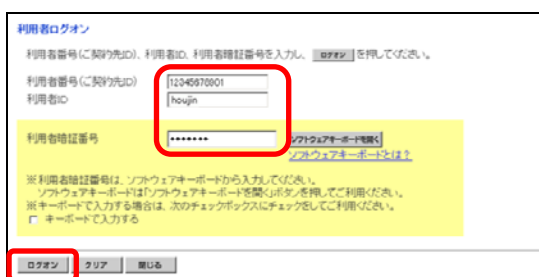 利用者ログオン
利用者番号(ご契約先ID)、利用者ID、利用者暗証番号を入力し、 ログオン を押してください。
利用者番号(ご契約先ID) 12345678901
利用者ID houjin
利用者暗証番号 ••••••• ソフトウェアキーボードを開く
ソフトウェアキーボードとは?
※利用者暗証番号は、ソフトウェアキーボードから入力してください。
ソフトウェアキーボードは「ソフトウェアキーボードを開く」ボタンを押してご利用ください。
※キーボードで入力する場合は、次のチェックボックスにチェックをしてご利用ください。
キーボードで入力する
ログオン クリア 閉じる